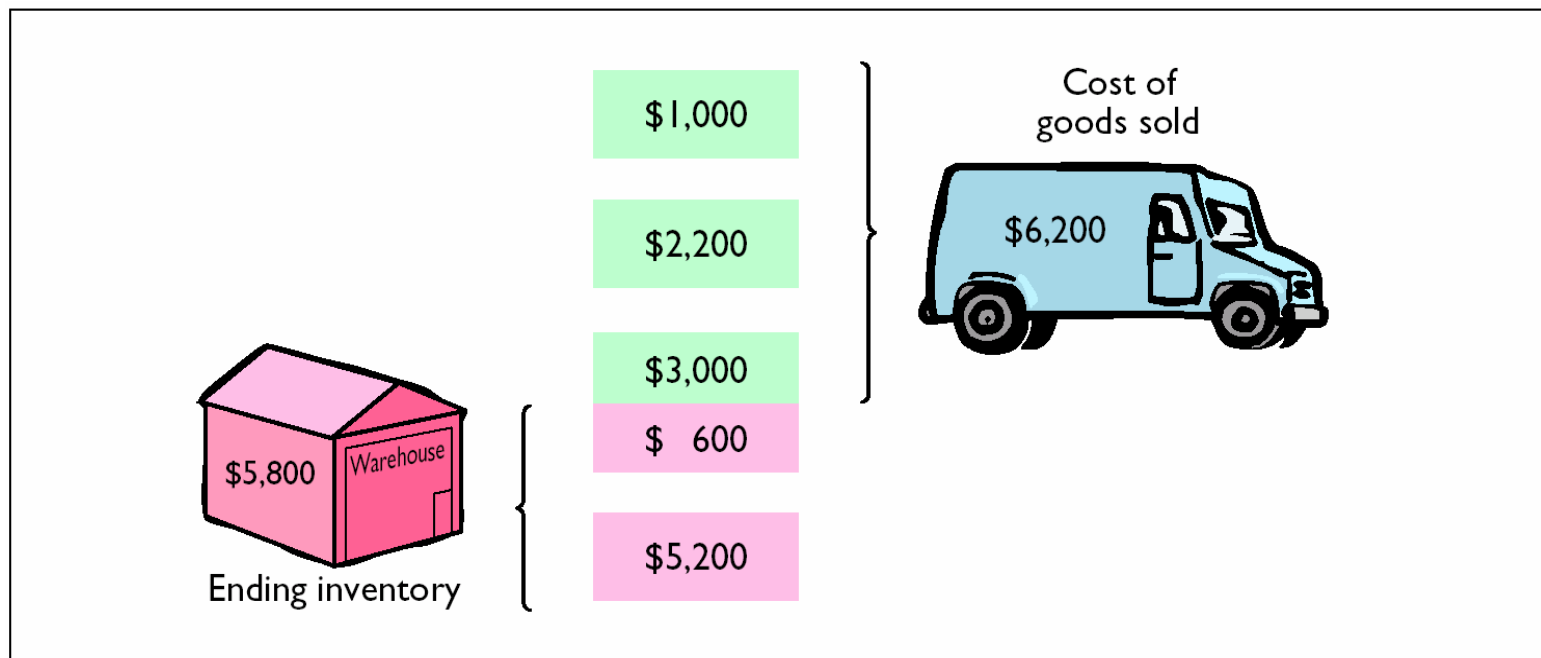 $1,000
$2,200
$3,000
$ 600
$5,200
Cost of
goods sold
$6,200
$5,800
Warehouse
Ending inventory